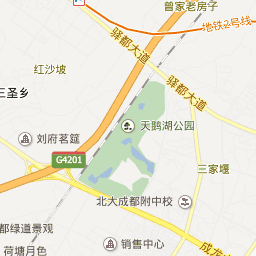 曾家老房子
地铁2号线
驿都大道
红沙坡
三圣乡
驿都大道
天鹅湖公园
刘府茗筵
G4201
三家堰
北大成都附中校
都绿道景观
荷塘月色
销售中心
成龙